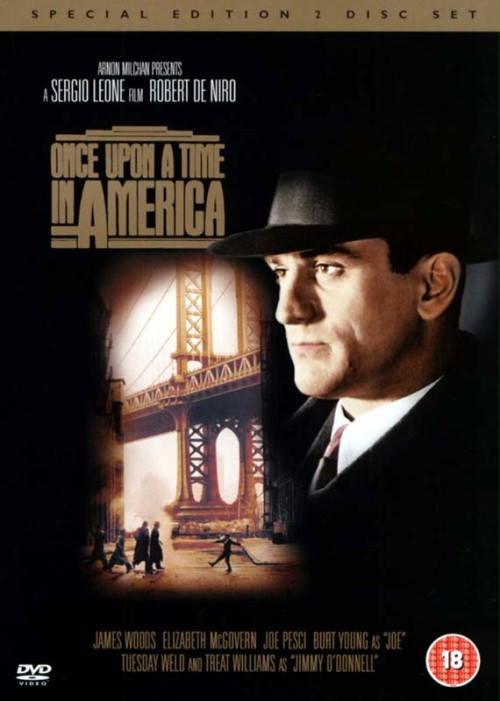 SPECIAL EDITION 2 DISC SET
ARNON MILCHAN PRESENTS
A SERGIO LEONE FILM ROBERT DE NIRO
ONCE UPON A TIME
IN AMERICA
JAMES WOODS ELIZABETH McGOVERN JOE PESCI BURT YOUNG AS "JOE"
TUESDAY WELD AND TREAT WILLIAMS AS "JIMMY O'DONNELL"
18
DVD
VIDEO